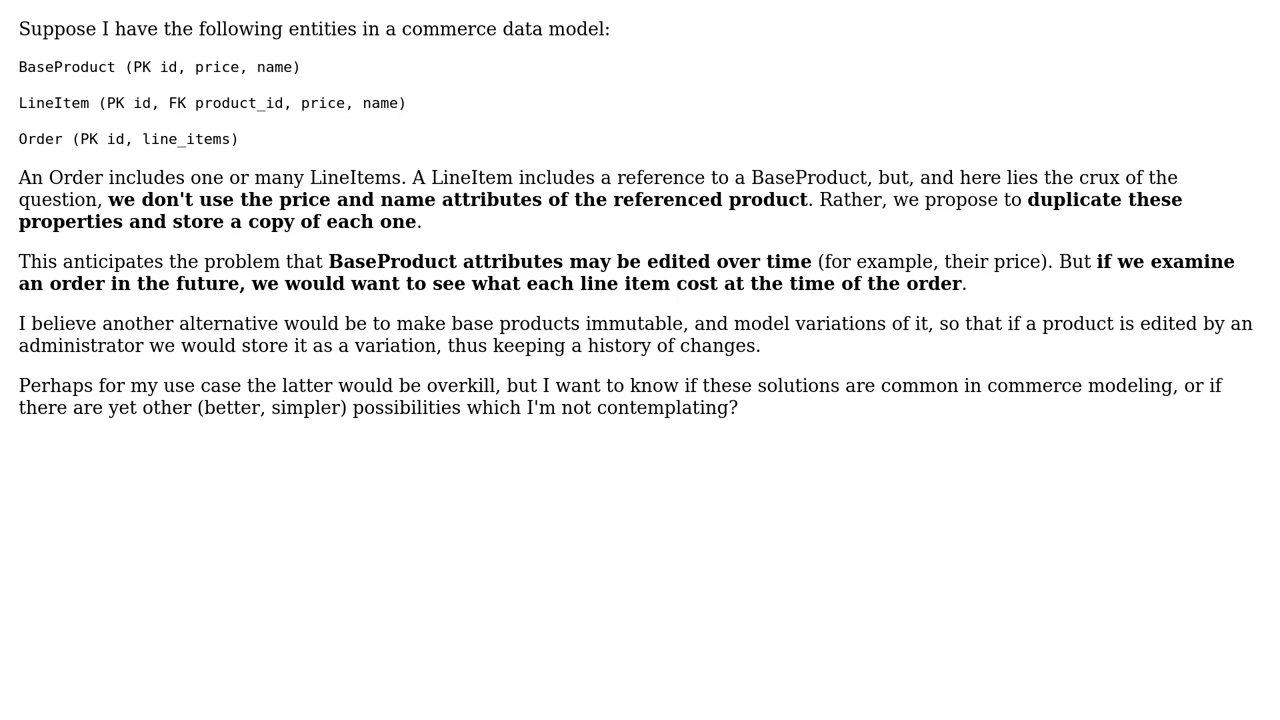 Suppose I have the following entities in a commerce data model:
BaseProduct (PK id, price, name)
LineItem (PK id, FK product_id, price, name)
Order (PK id, line_items)
An Order includes one or many LineItems. A LineItem includes a reference to a BaseProduct, but, and here lies the crux of the
question, we don't use the price and name attributes of the referenced product. Rather, we propose to duplicate these
properties and store a copy of each one.
This anticipates the problem that BaseProduct attributes may be edited over time (for example, their price). But if we examine
an order in the future, we would want to see what each line item cost at the time of the order.
I believe another alternative would be to make base products immutable, and model variations of it, so that if a product is edited by an
administrator we would store it as a variation, thus keeping a history of changes.
Perhaps for my use case the latter would be overkill, but I want to know if these solutions are common in commerce modeling, or if
there are yet other (better, simpler) possibilities which I'm not contemplating?